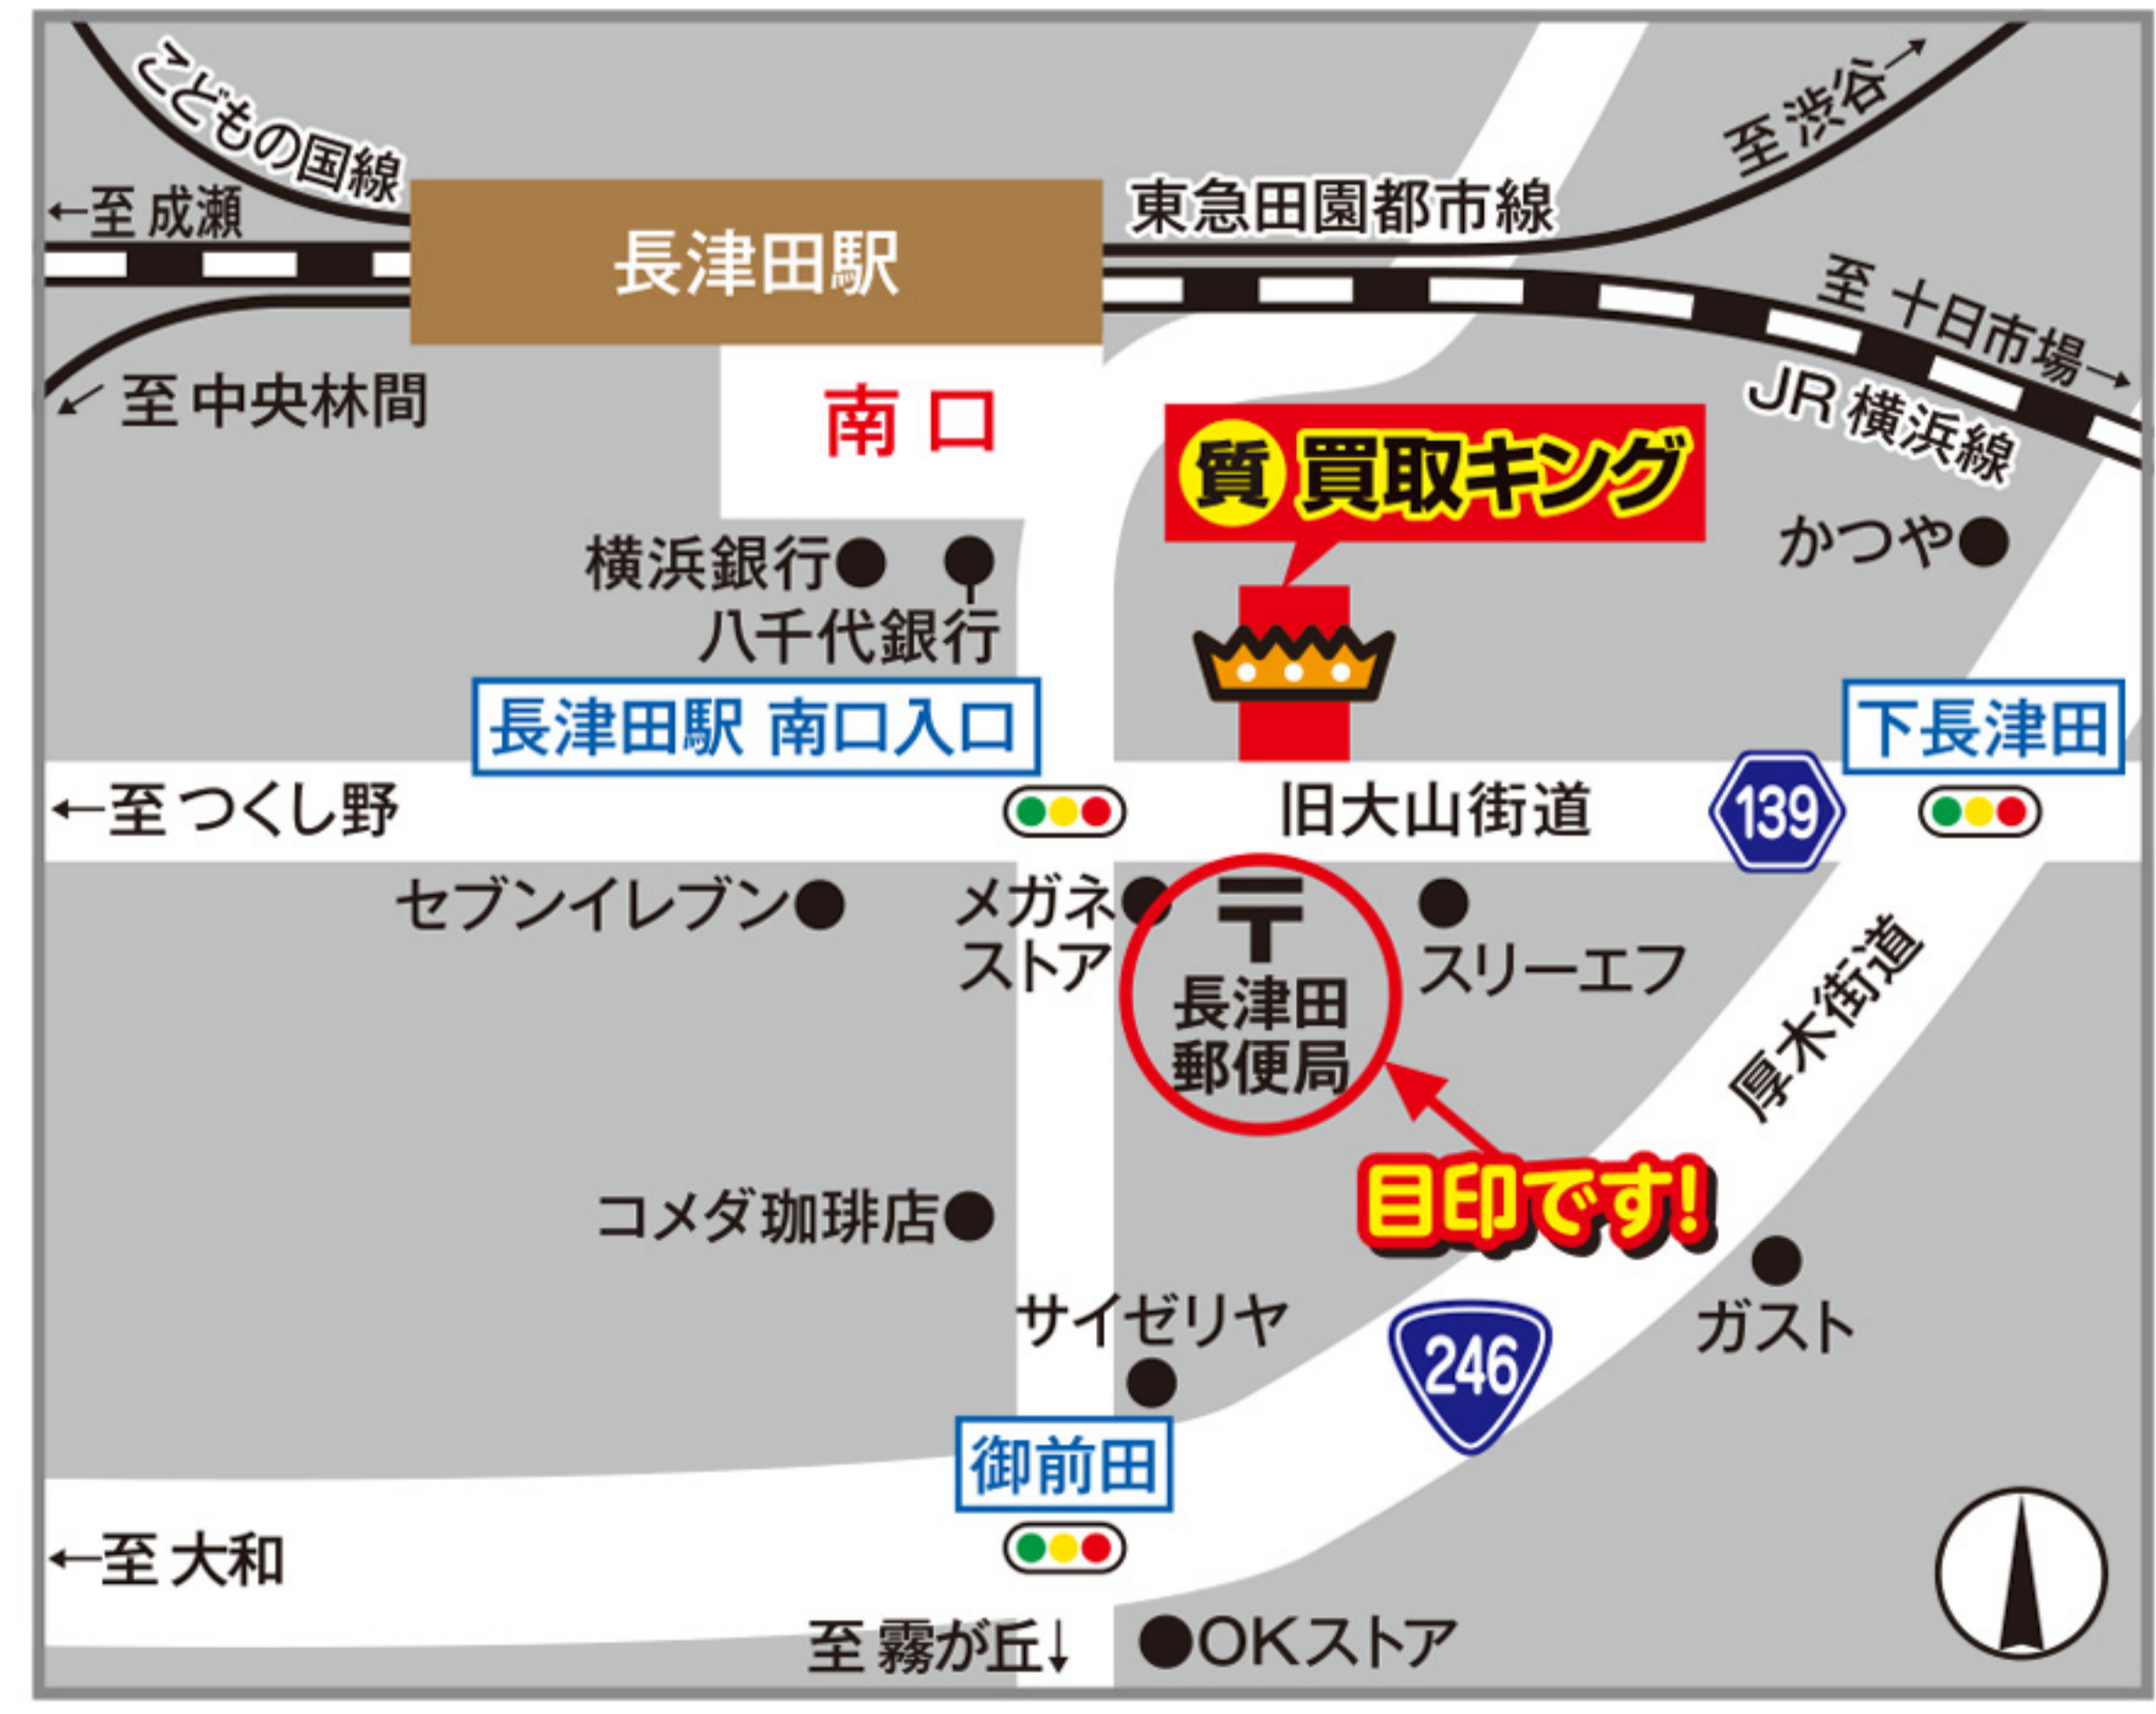 こどもの国線
至 渋谷→
←至 成瀬
東急田園都市線
長津田駅
至 十日市場→
JR 横浜線
至 中央林間
南 口
質 買取キング
かつや
横浜銀行
八千代銀行
長津田駅 南口入口
下長津田
←至 つくし野
旧大山街道
139
セブンイレブン
メガネ
ストア
〒
長津田
郵便局
スリーエフ
厚木街道
目印です!
コメダ珈琲店
サイゼリヤ
ガスト
246
御前田
←至 大和
至 霧が丘↓
OKストア